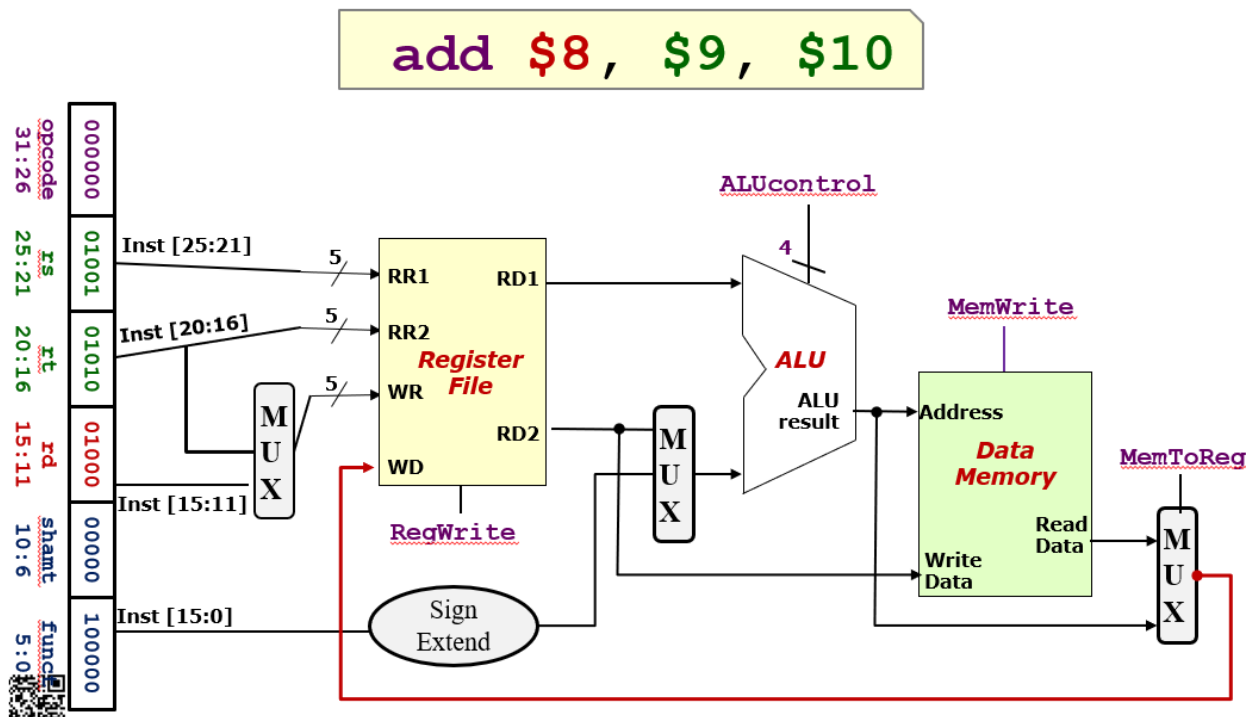 add $8, $9, $10
opcode
31:26
000000
rs
25:21
01001
rt
20:16
01010
rd
15:11
01000
shamt
10:6
00000
funct
5:0
100000
Inst [25:21]
Inst [20:16]
Inst [15:11]
Inst [15:0]
MUX
5
5
5
RR1
RR2
WR
WD
RD1
RD2
Register
File
RegWrite
Sign
Extend
MUX
ALUcontrol
4
ALU
ALU
result
MemWrite
Address
Data
Memory
Read
Data
Write
Data
MemToReg
MUX